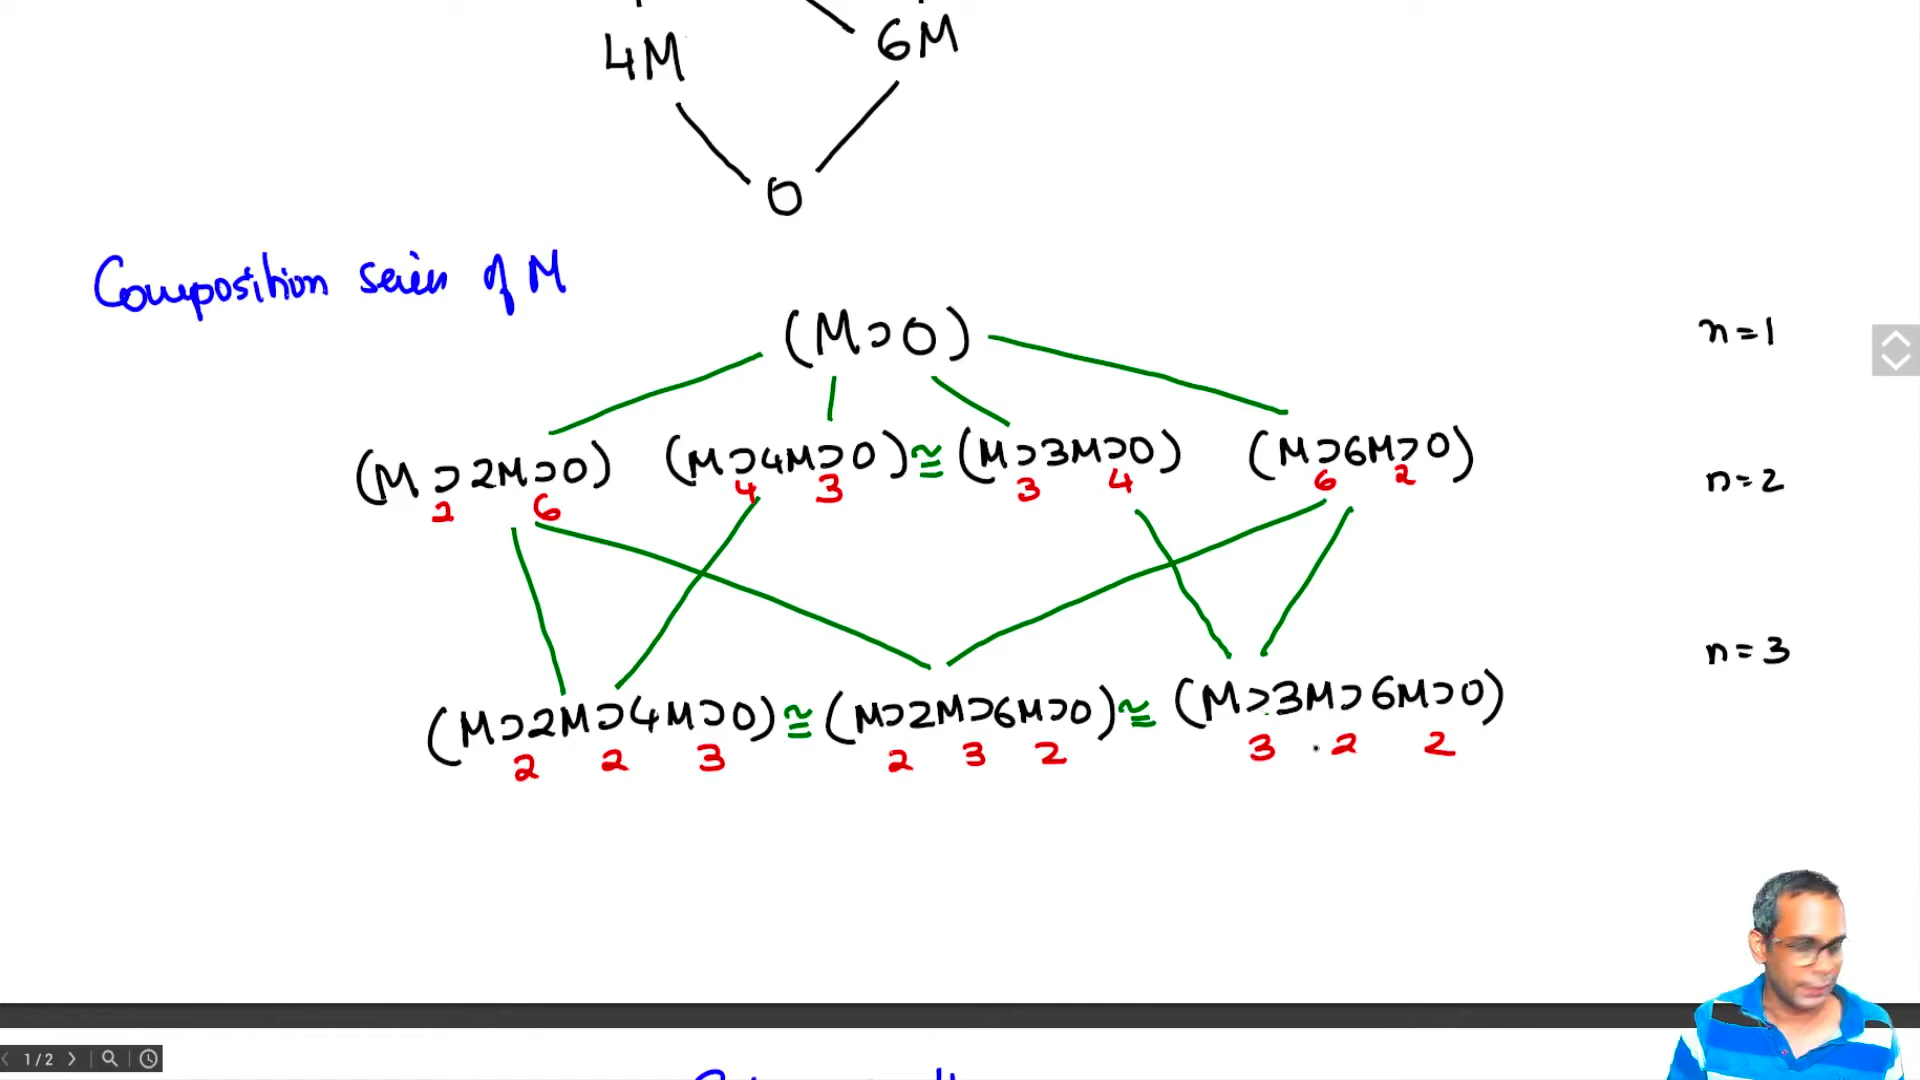 4M 6M
0
Composition series of M
(M⊃0) n=1
(M⊃2M⊃0) (M⊃4M⊃0)≅(M⊃3M⊃0) (M⊃6M⊃0) n=2
2 6 4 3 3 4 6 2
n=3
(M⊃2M⊃4M⊃0)≅(M⊃2M⊃6M⊃0)≅(M⊃3M⊃6M⊃0)
2 2 3 2 3 2 3 2 2
1/2